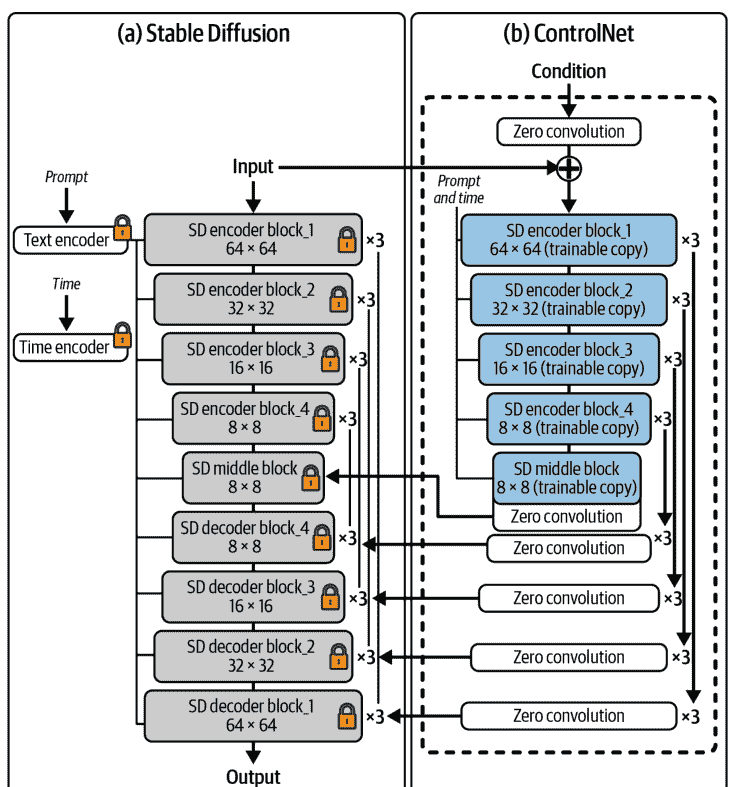 (a) Stable Diffusion
Input
Prompt
Text encoder
Time
Time encoder
SD encoder block_1
64 × 64
×3
SD encoder block_2
32 × 32
×3
SD encoder block_3
16 × 16
×3
SD encoder block_4
8 × 8
×3
SD middle block
8 × 8
SD decoder block_4
8 × 8
×3
SD decoder block_3
16 × 16
×3
SD decoder block_2
32 × 32
×3
SD decoder block_1
64 × 64
×3
Output
(b) ControlNet
Condition
Zero convolution
Prompt
and time
SD encoder block_1
64 × 64 (trainable copy)
×3
SD encoder block_2
32 × 32 (trainable copy)
×3
SD encoder block_3
16 × 16 (trainable copy)
×3
SD encoder block_4
8 × 8 (trainable copy)
×3
SD middle block
8 × 8 (trainable copy)
Zero convolution
Zero convolution
×3
Zero convolution
×3
Zero convolution
×3
Zero convolution
×3